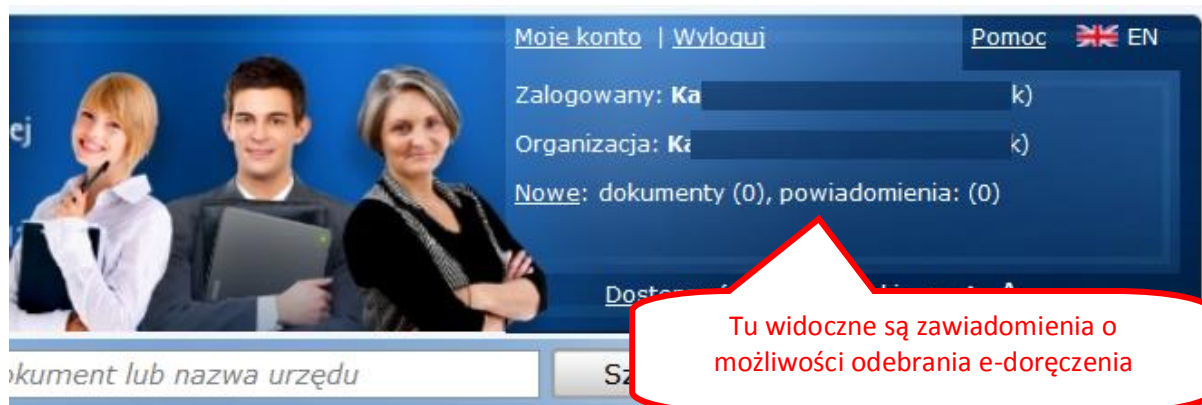 Moje konto | Wyloguj Pomoc EN
ej
Zalogowany: Ka k)
Organizacja: Ka k)
Nowe: dokumenty (0), powiadomienia: (0)
Tu widoczne są zawiadomienia o
możliwości odebrania e-doręczenia
okument lub nazwa urzędu Sz